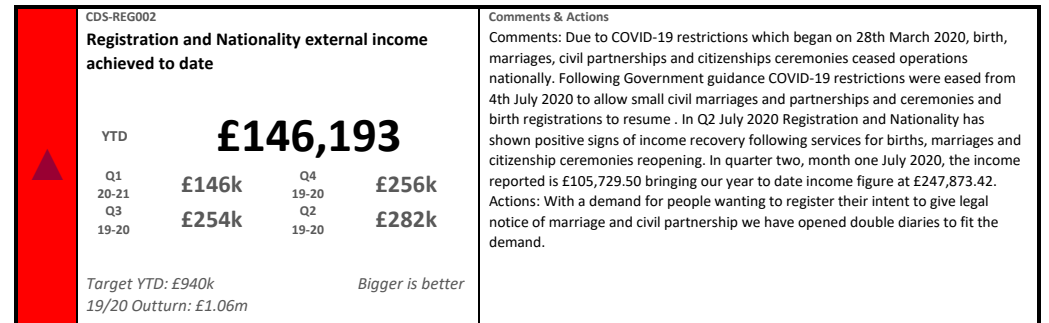 CDS-REG002
Registration and Nationality external income
achieved to date
YTD £146,193
Q1 20-21 £146k Q4 19-20 £256k
Q3 19-20 £254k Q2 19-20 £282k
Target YTD: £940k Bigger is better
19/20 Outturn: £1.06m
Comments & Actions
Comments: Due to COVID-19 restrictions which began on 28th March 2020, birth,
marriages, civil partnerships and citizenships ceremonies ceased operations
nationally. Following Government guidance COVID-19 restrictions were eased from
4th July 2020 to allow small civil marriages and partnerships and ceremonies and
birth registrations to resume . In Q2 July 2020 Registration and Nationality has
shown positive signs of income recovery following services for births, marriages and
citizenship ceremonies reopening. In quarter two, month one July 2020, the income
reported is £105,729.50 bringing our year to date income figure at £247,873.42.
Actions: With a demand for people wanting to register their intent to give legal
notice of marriage and civil partnership we have opened double diaries to fit the
demand.